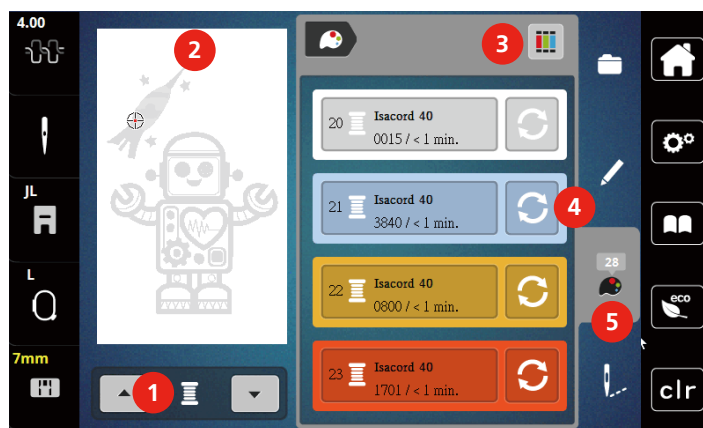 4.00
JL
L
7mm
1
2
3
20 Isacord 40
0015 / < 1 min.
21 Isacord 40
3840 / < 1 min.
4
22 Isacord 40
0800 / < 1 min.
23 Isacord 40
1701 / < 1 min.
28
5
eco
clr